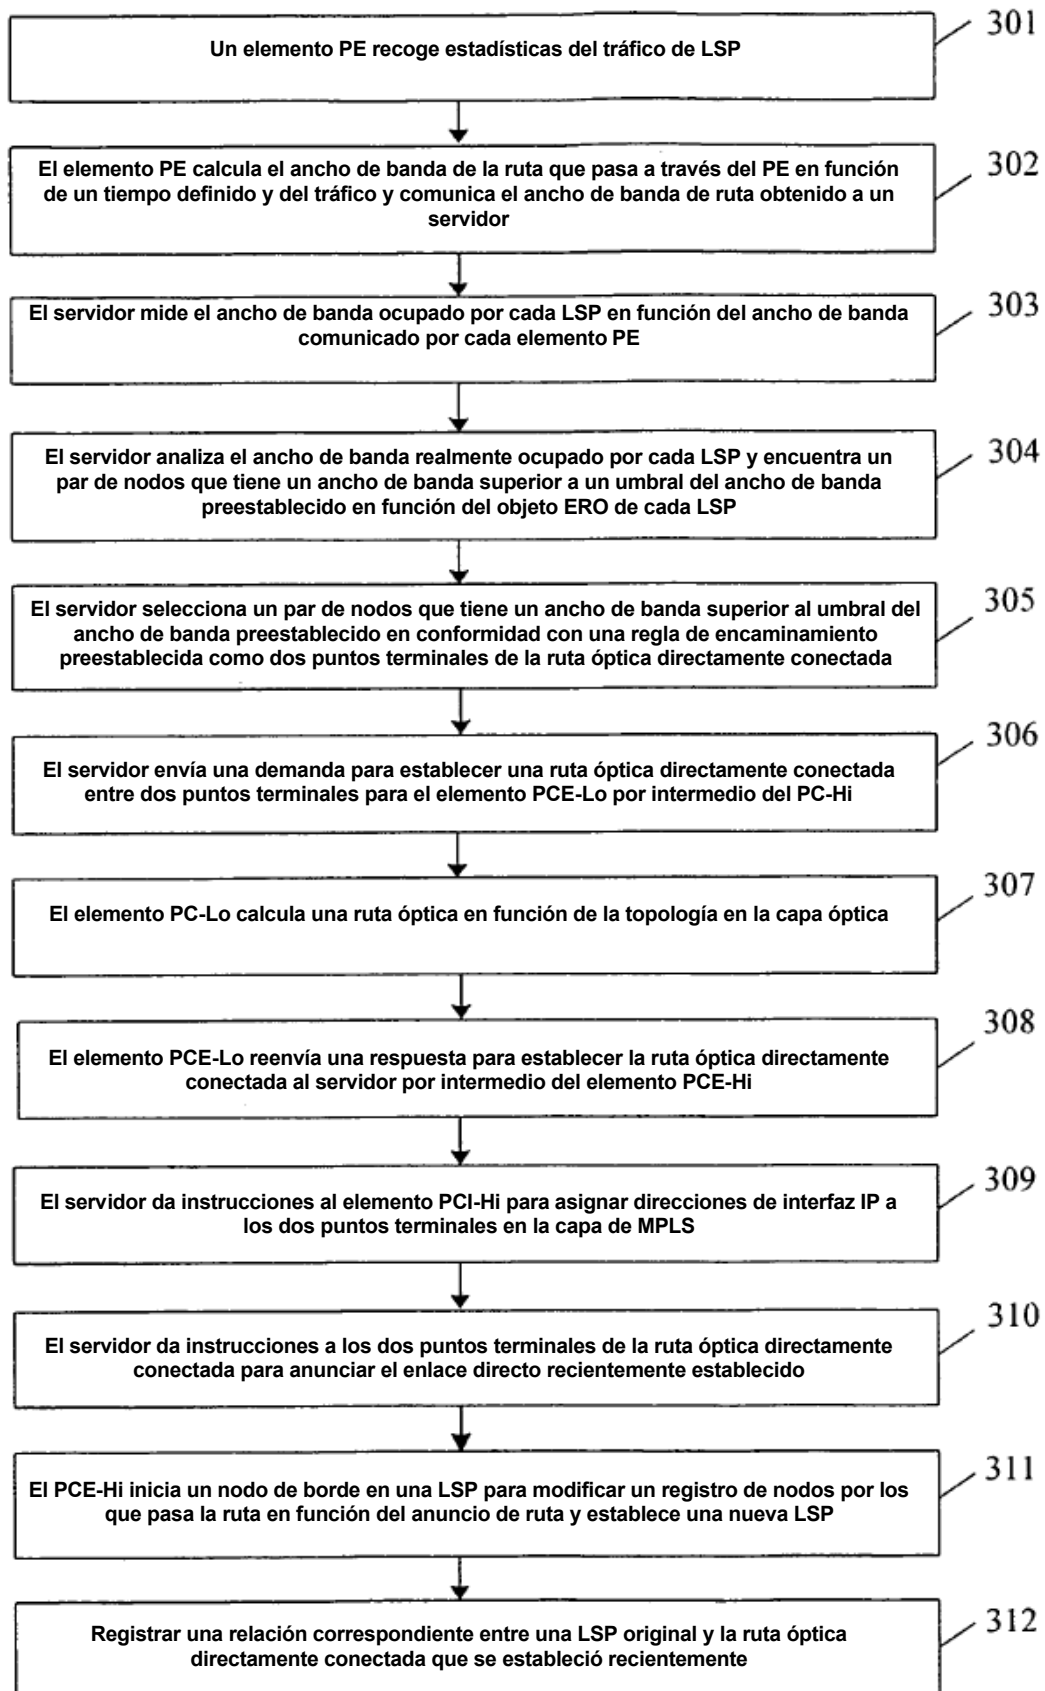 301
Un elemento PE recoge estadísticas del tráfico de LSP
302
El elemento PE calcula el ancho de banda de la ruta que pasa a través del PE en función
de un tiempo definido y del tráfico y comunica el ancho de banda de ruta obtenido a un
servidor
303
El servidor mide el ancho de banda ocupado por cada LSP en función del ancho de banda
comunicado por cada elemento PE
304
El servidor analiza el ancho de banda realmente ocupado por cada LSP y encuentra un
par de nodos que tiene un ancho de banda superior a un umbral del ancho de banda
preestablecido en función del objeto ERO de cada LSP
305
El servidor selecciona un par de nodos que tiene un ancho de banda superior al umbral del
ancho de banda preestablecido en conformidad con una regla de encaminamiento
preestablecida como dos puntos terminales de la ruta óptica directamente conectada
306
El servidor envía una demanda para establecer una ruta óptica directamente conectada
entre dos puntos terminales para el elemento PCE-Lo por intermedio del PC-Hi
307
El elemento PC-Lo calcula una ruta óptica en función de la topología en la capa óptica
308
El elemento PCE-Lo reenvía una respuesta para establecer la ruta óptica directamente
conectada al servidor por intermedio del elemento PCE-Hi
309
El servidor da instrucciones al elemento PCI-Hi para asignar direcciones de interfaz IP a
los dos puntos terminales en la capa de MPLS
310
El servidor da instrucciones a los dos puntos terminales de la ruta óptica directamente
conectada para anunciar el enlace directo recientemente establecido
311
El PCE-Hi inicia un nodo de borde en una LSP para modificar un registro de nodos por los
que pasa la ruta en función del anuncio de ruta y establece una nueva LSP
312
Registrar una relación correspondiente entre una LSP original y la ruta óptica
directamente conectada que se estableció recientemente